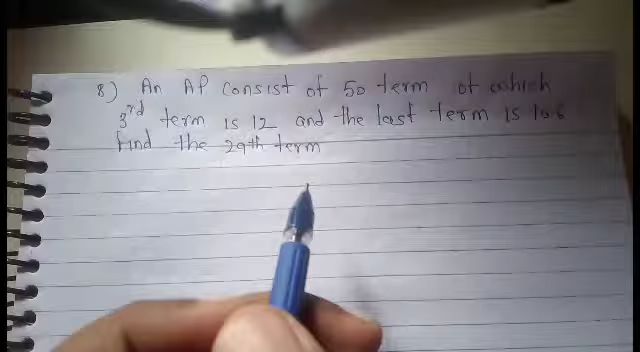 8) An AP consist of 50 term of which
3rd term is 12 and the last term is 106
Find the 29th term